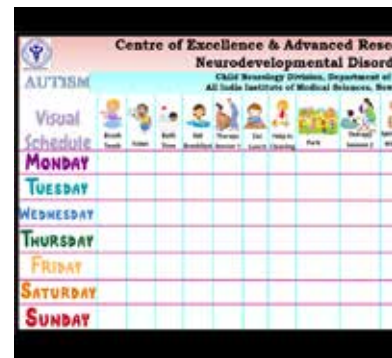 Centre of Excellence & Advanced Rese
Neurodevelopmental Disord
Child Neurology Division, Department of
All India Institute of Medical Sciences, New
AUTISM
Visual
Schedule
Brush Teeth
Bath Time
Eat Breakfast
Therapy Session 1
Eat Lunch
Help in Cleaning
Park
Therapy Session 2
MONDAY
TUESDAY
WEDNESDAY
THURSDAY
FRIDAY
SATURDAY
SUNDAY